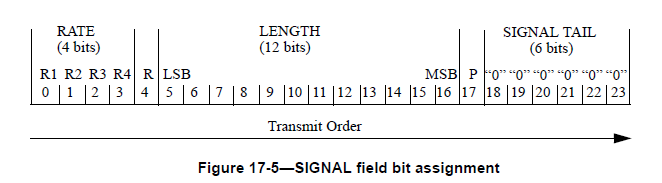 RATE LENGTH SIGNAL TAIL
(4 bits) (12 bits) (6 bits)
R1 R2 R3 R4 R LSB MSB P “0” “0” “0” “0” “0” “0”
0 1 2 3 4 5 6 7 8 9 10 11 12 13 14 15 16 17 18 19 20 21 22 23
Transmit Order
Figure 17-5—SIGNAL field bit assignment